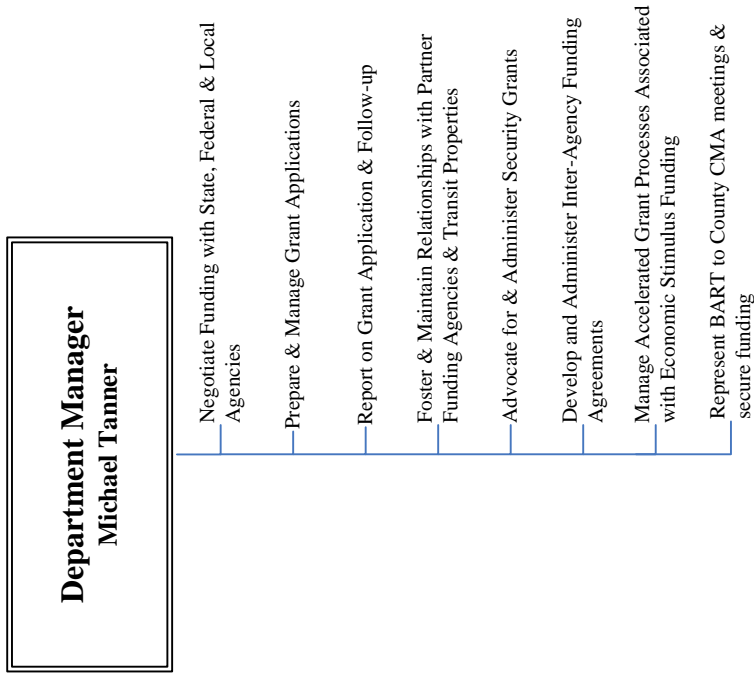 Department Manager
Michael Tanner
Negotiate Funding with State, Federal & Local
Agencies
Prepare & Manage Grant Applications
Report on Grant Application & Follow-up
Foster & Maintain Relationships with Partner
Funding Agencies & Transit Properties
Advocate for & Administer Security Grants
Develop and Administer Inter-Agency Funding
Agreements
Manage Accelerated Grant Processes Associated
with Economic Stimulus Funding
Represent BART to County CMA meetings &
secure funding